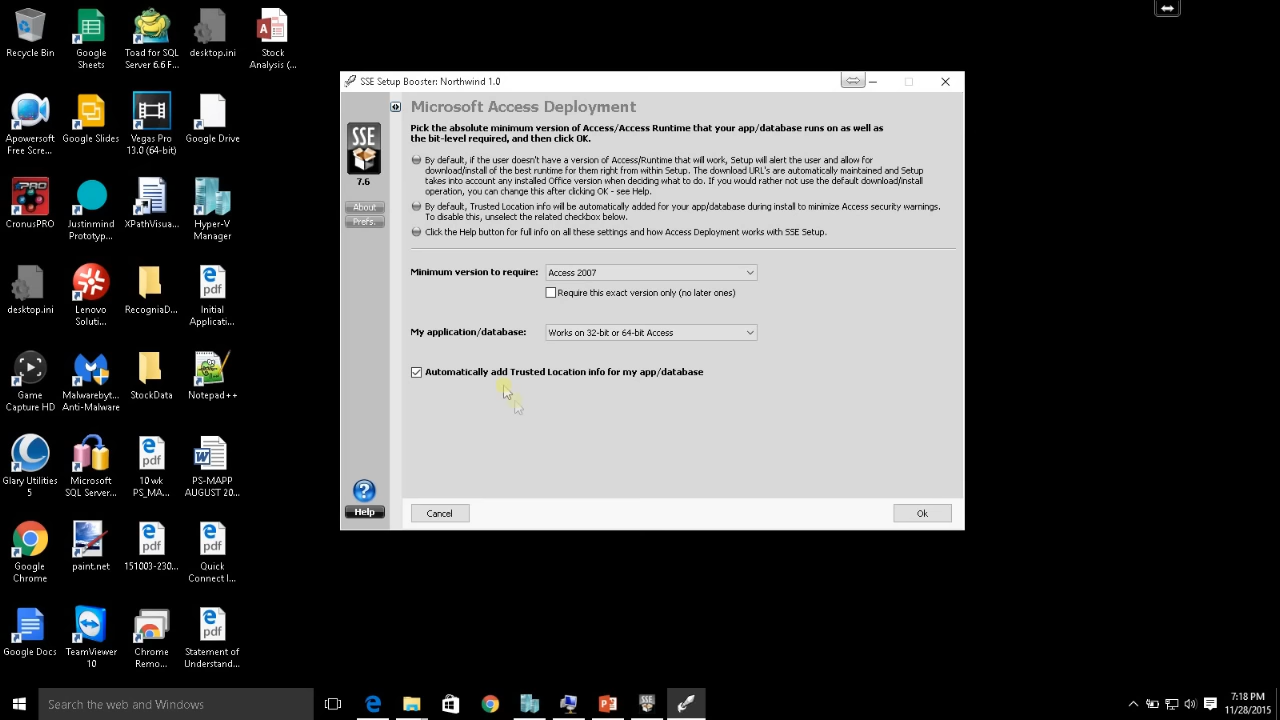 Recycle Bin
Google
Sheets
Toad for SQL
Server 6.6 F...
desktop.ini
Stock
Analysis (...
Apowersoft
Free Scre...
Google Slides
Vegas Pro
13.0 (64-bit)
Google Drive
CronusPRO
Justinmind
Prototyp...
XPathVisua...
Hyper-V
Manager
desktop.ini
Lenovo
Soluti...
RecogniaD...
Initial
Applicati...
Game
Capture HD
Malwarebyt...
Anti-Malware
StockData
Notepad++
Glary Utilities
5
Microsoft
SQL Server...
10 wk
PS_MA...
PS-MAPP
AUGUST 20...
Google
Chrome
paint.net
151003-230...
Quick
Connect I...
Google Docs
TeamViewer
10
Chrome
Remo...
Statement of
Understand...
SSE Setup Booster: Northwind 1.0
SSE
7.6
About
Prefs.
Help
Microsoft Access Deployment
Pick the absolute minimum version of Access/Access Runtime that your app/database runs on as well as
the bit-level required, and then click OK.
By default, if the user doesn't have a version of Access/Runtime that will work, Setup will alert the user and allow for
download/install of the best runtime for them right from within Setup. The download URL's are automatically maintained and Setup
takes into account any installed Office version when deciding what to do. If you would rather not use the default download/install
operation, you can change this after clicking OK - see Help.
By default, Trusted Location info will be automatically added for your app/database during install to minimize Access security warnings.
To disable this, unselect the related checkbox below.
Click the Help button for full info on all these settings and how Access Deployment works with SSE Setup.
Minimum version to require: Access 2007
Require this exact version only (no later ones)
My application/database: Works on 32-bit or 64-bit Access
Automatically add Trusted Location info for my app/database
Cancel
Ok
Search the web and Windows
7:18 PM
11/28/2015